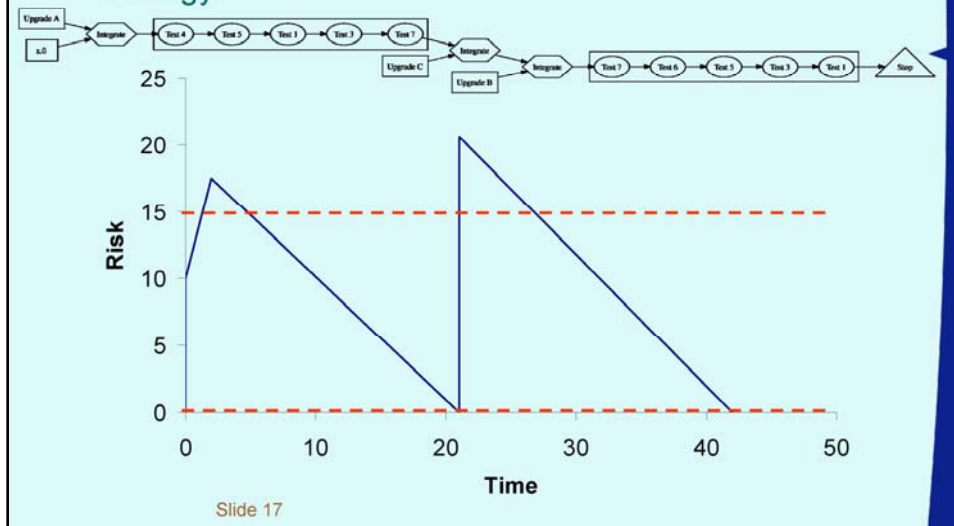 Upgrade A
x.0
Integrate
Test 4
Test 5
Test 1
Test 3
Test 7
Upgrade C
Integrate
Upgrade B
Integrate
Test 7
Test 6
Test 5
Test 3
Test 1
Stop
25
20
15
10
5
0
Risk
0 10 20 30 40 50
Time
Slide 17